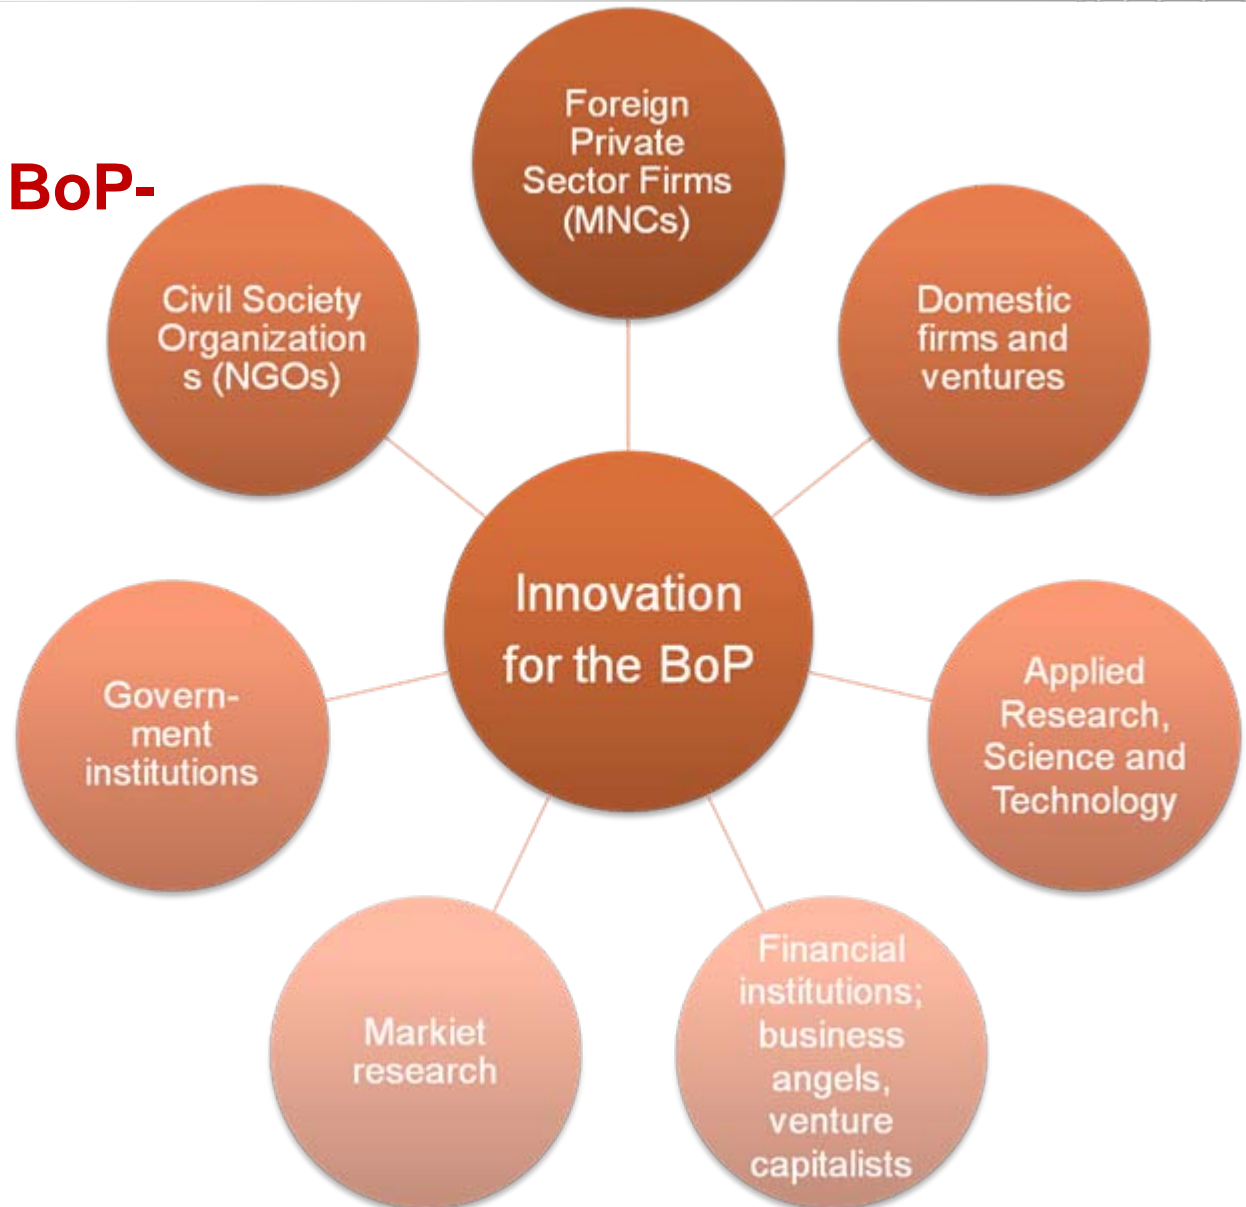 Foreign
Private
Sector Firms
(MNCs)
BoP-
Civil Society
Organization
s (NGOs)
Domestic
firms and
ventures
Innovation
for the BoP
Govern-
ment
institutions
Applied
Research,
Science and
Technology
Markiet
research
Financial
institutions;
business
angels,
venture
capitalists